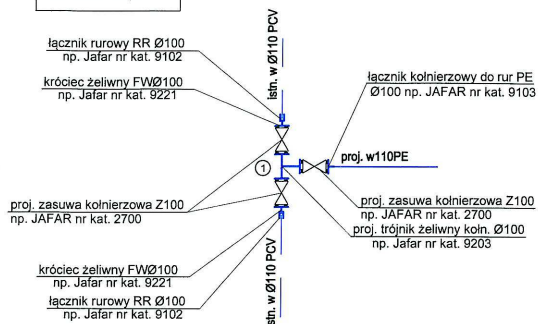 łącznik rurowy RR Ø100
np. Jafar nr kat. 9102
króciec żeliwny FWØ100
np. Jafar nr kat. 9221
istn. w Ø110 PCV
łącznik kołnierzowy do rur PE
Ø100 np. JAFAR nr kat. 9103
1
proj. w110PE
proj. zasuwa kołnierzowa Z100
np. JAFAR nr kat. 2700
proj. zasuwa kołnierzowa Z100
np. JAFAR nr kat. 2700
proj. trójnik żeliwny kołn. Ø100
np. Jafar nr kat. 9203
króciec żeliwny FWØ100
np. Jafar nr kat. 9221
łącznik rurowy RR Ø100
np. Jafar nr kat. 9102
istn. w Ø110 PCV